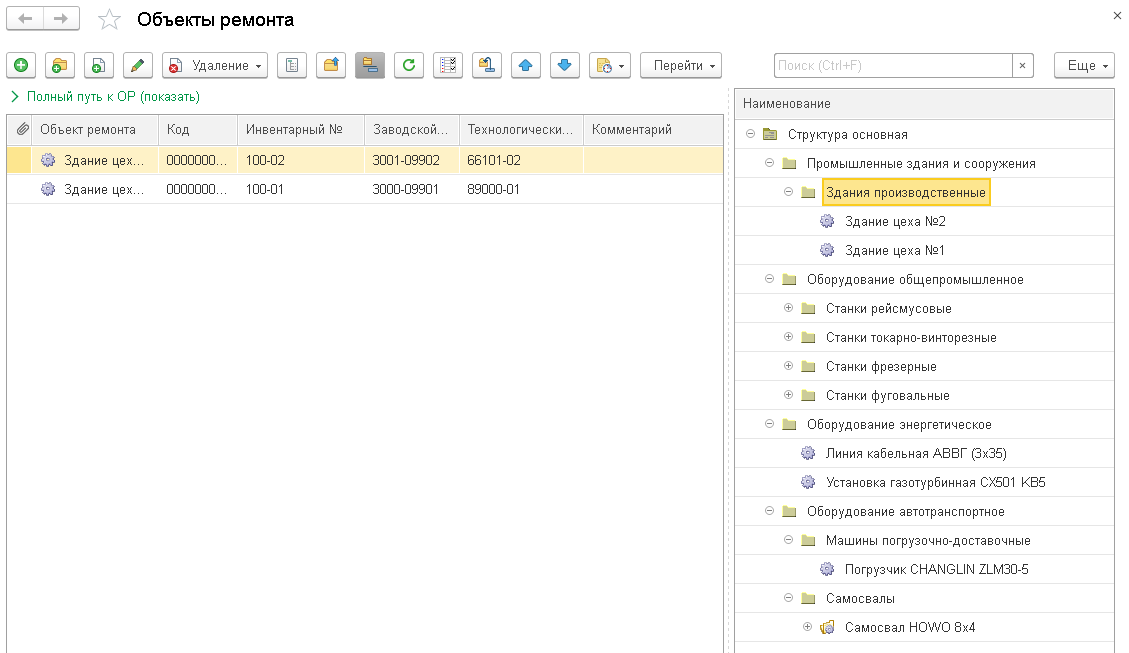 Объекты ремонта
Удаление
Перейти
Поиск (Ctrl+F)
×
Еще
Полный путь к ОР (показать)
Объект ремонта Код Инвентарный № Заводской... Технологически... Комментарий
Здание цех... 0000000... 100-02 3001-09902 66101-02
Здание цех... 0000000... 100-01 3000-09901 89000-01
Наименование
Структура основная
Промышленные здания и сооружения
Здания производственные
Здание цеха №2
Здание цеха №1
Оборудование общепромышленное
Станки рейсмусовые
Станки токарно-винторезные
Станки фрезерные
Станки фуговальные
Оборудование энергетическое
Линия кабельная АВВГ (3х35)
Установка газотурбинная CX501 KB5
Оборудование автотранспортное
Машины погрузочно-доставочные
Погрузчик CHANGLIN ZLM30-5
Самосвалы
Самосвал HOWO 8x4